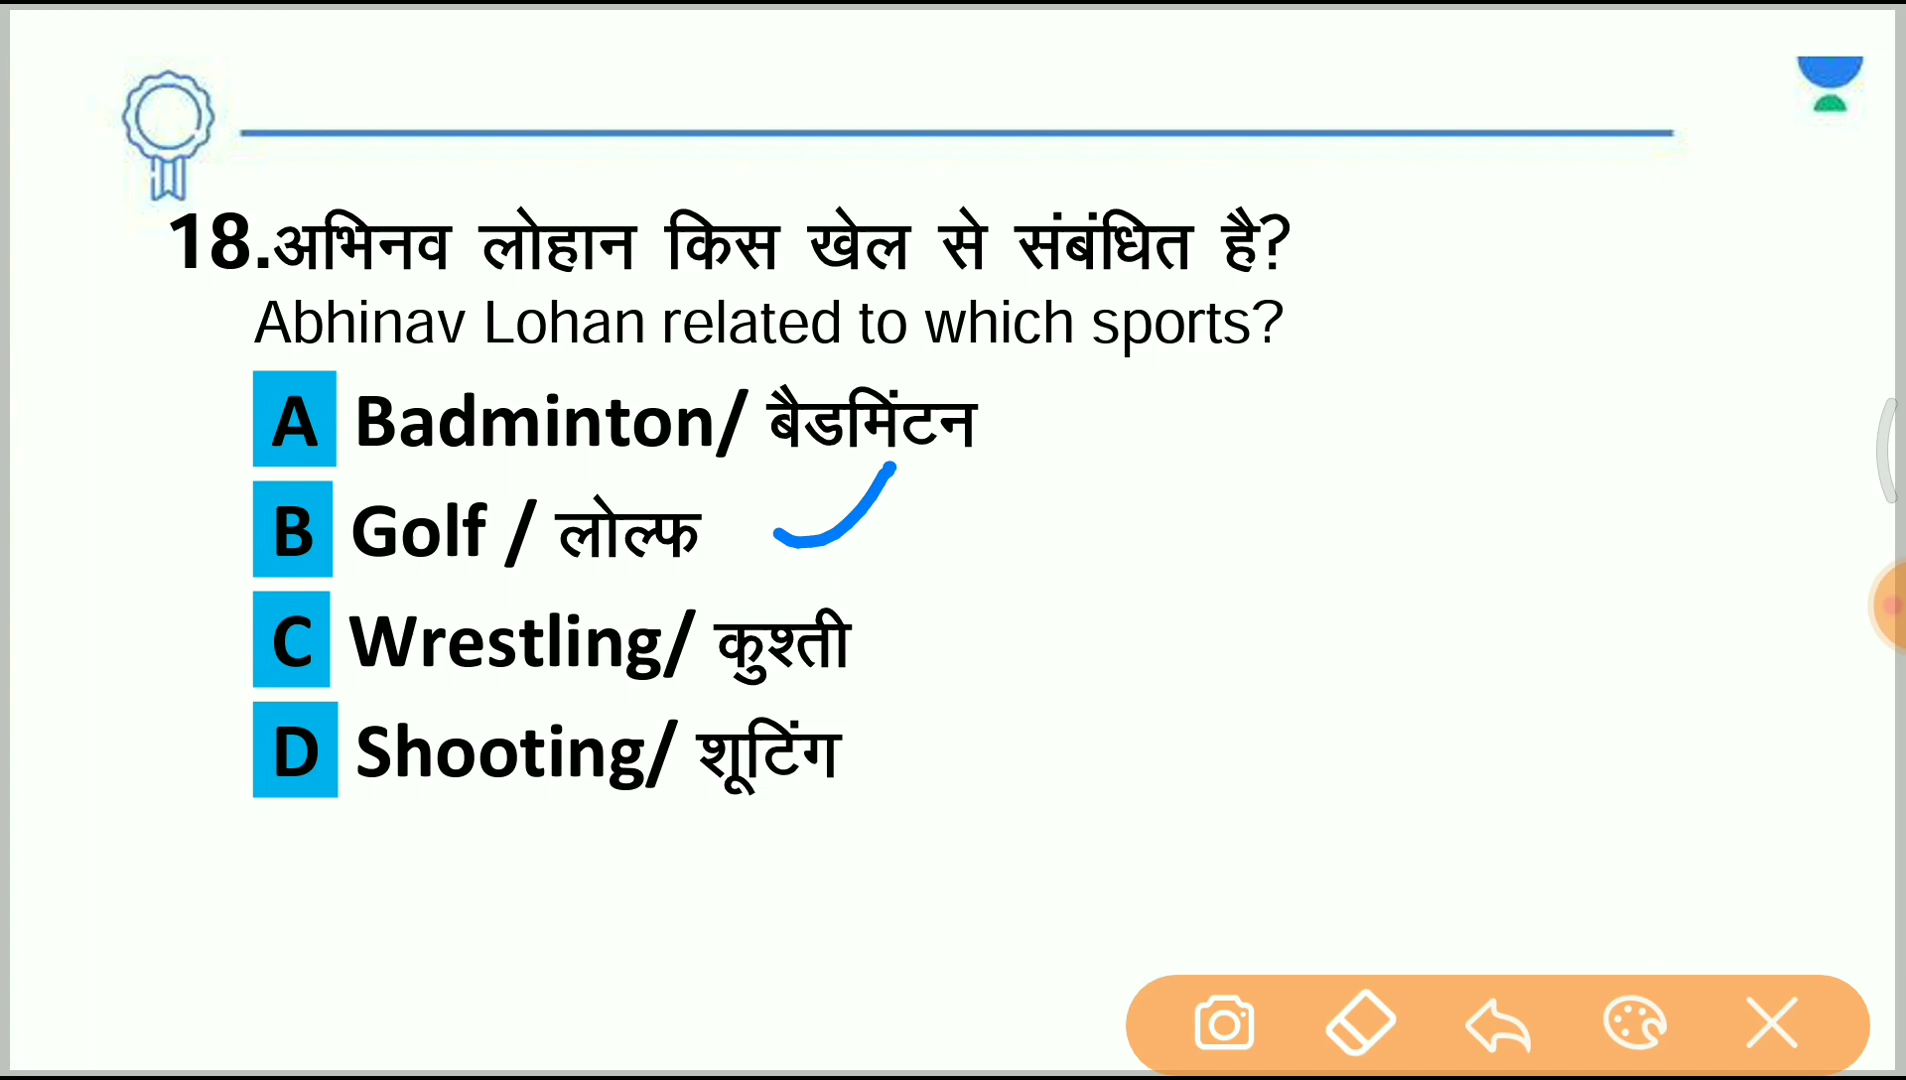 18.अभिनव लोहान किस खेल से संबंधित है?
Abhinav Lohan related to which sports?
A Badminton/ बैडमिंटन
B Golf / लोल्फ
C Wrestling/ कुश्ती
D Shooting/ शूटिंग